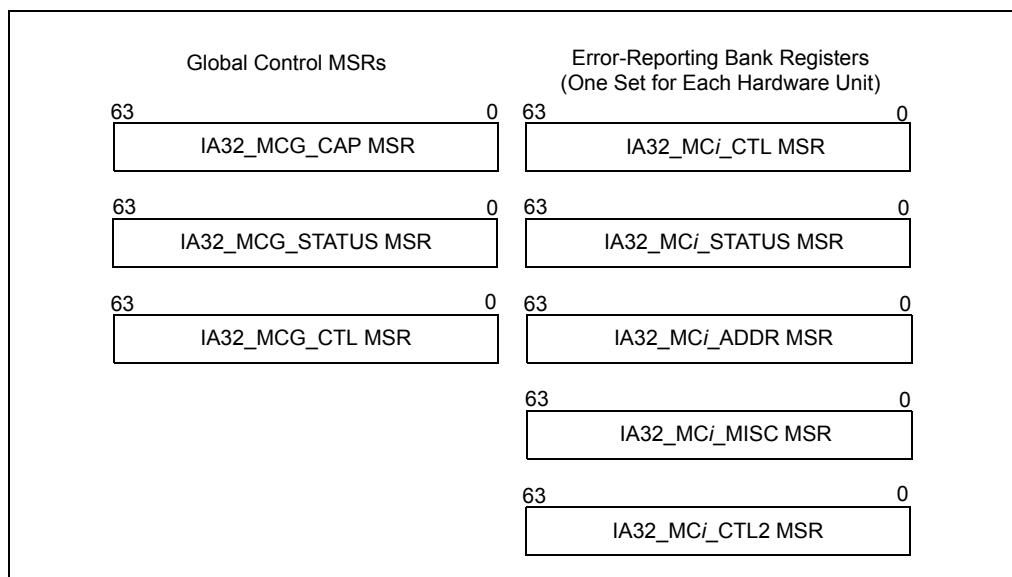 Global Control MSRs
63 0
IA32_MCG_CAP MSR
63 0
IA32_MCG_STATUS MSR
63 0
IA32_MCG_CTL MSR
Error-Reporting Bank Registers
(One Set for Each Hardware Unit)
63 0
IA32_MCi_CTL MSR
63 0
IA32_MCi_STATUS MSR
63 0
IA32_MCi_ADDR MSR
63 0
IA32_MCi_MISC MSR
63 0
IA32_MCi_CTL2 MSR